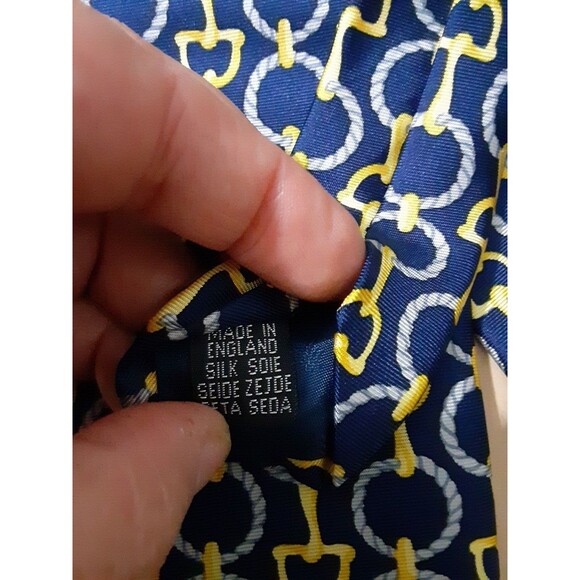 MADE IN
ENGLAND
SILK SOIE
SEIDE ZEJDE
SETA SEDA